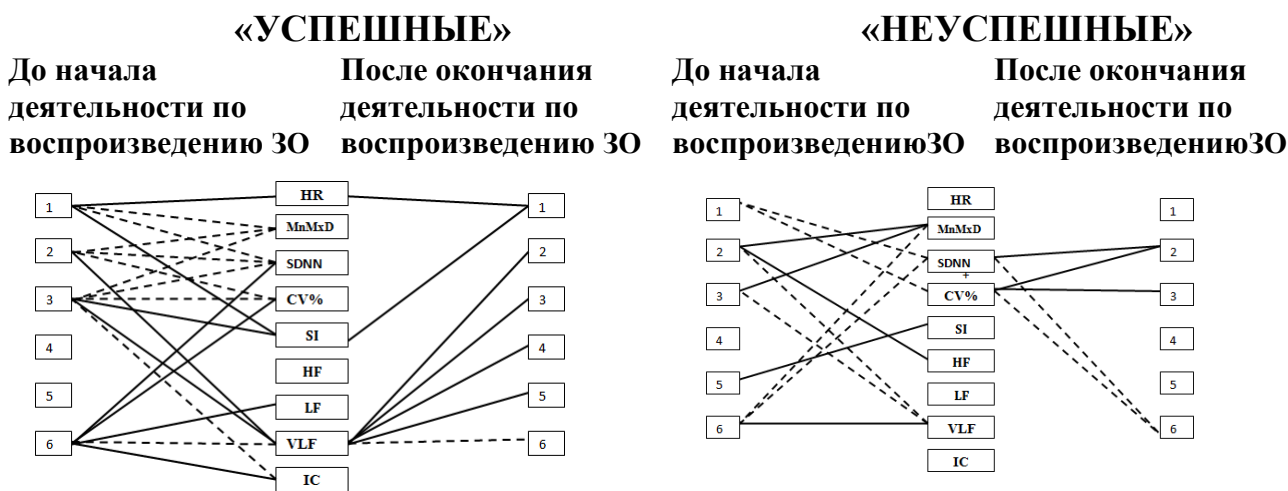 «УСПЕШНЫЕ»
До начала
деятельности по
воспроизведению ЗО
После окончания
деятельности по
воспроизведению ЗО
1
2
3
4
5
6
HR
MnMxD
SDNN
CV%
SI
HF
LF
VLF
IC
1
2
3
4
5
6
«НЕУСПЕШНЫЕ»
До начала
деятельности по
воспроизведениюЗО
После окончания
деятельности по
воспроизведениюЗО
1
2
3
4
5
6
HR
MnMxD
SDNN
+
CV%
SI
HF
LF
VLF
IC
1
2
3
4
5
6